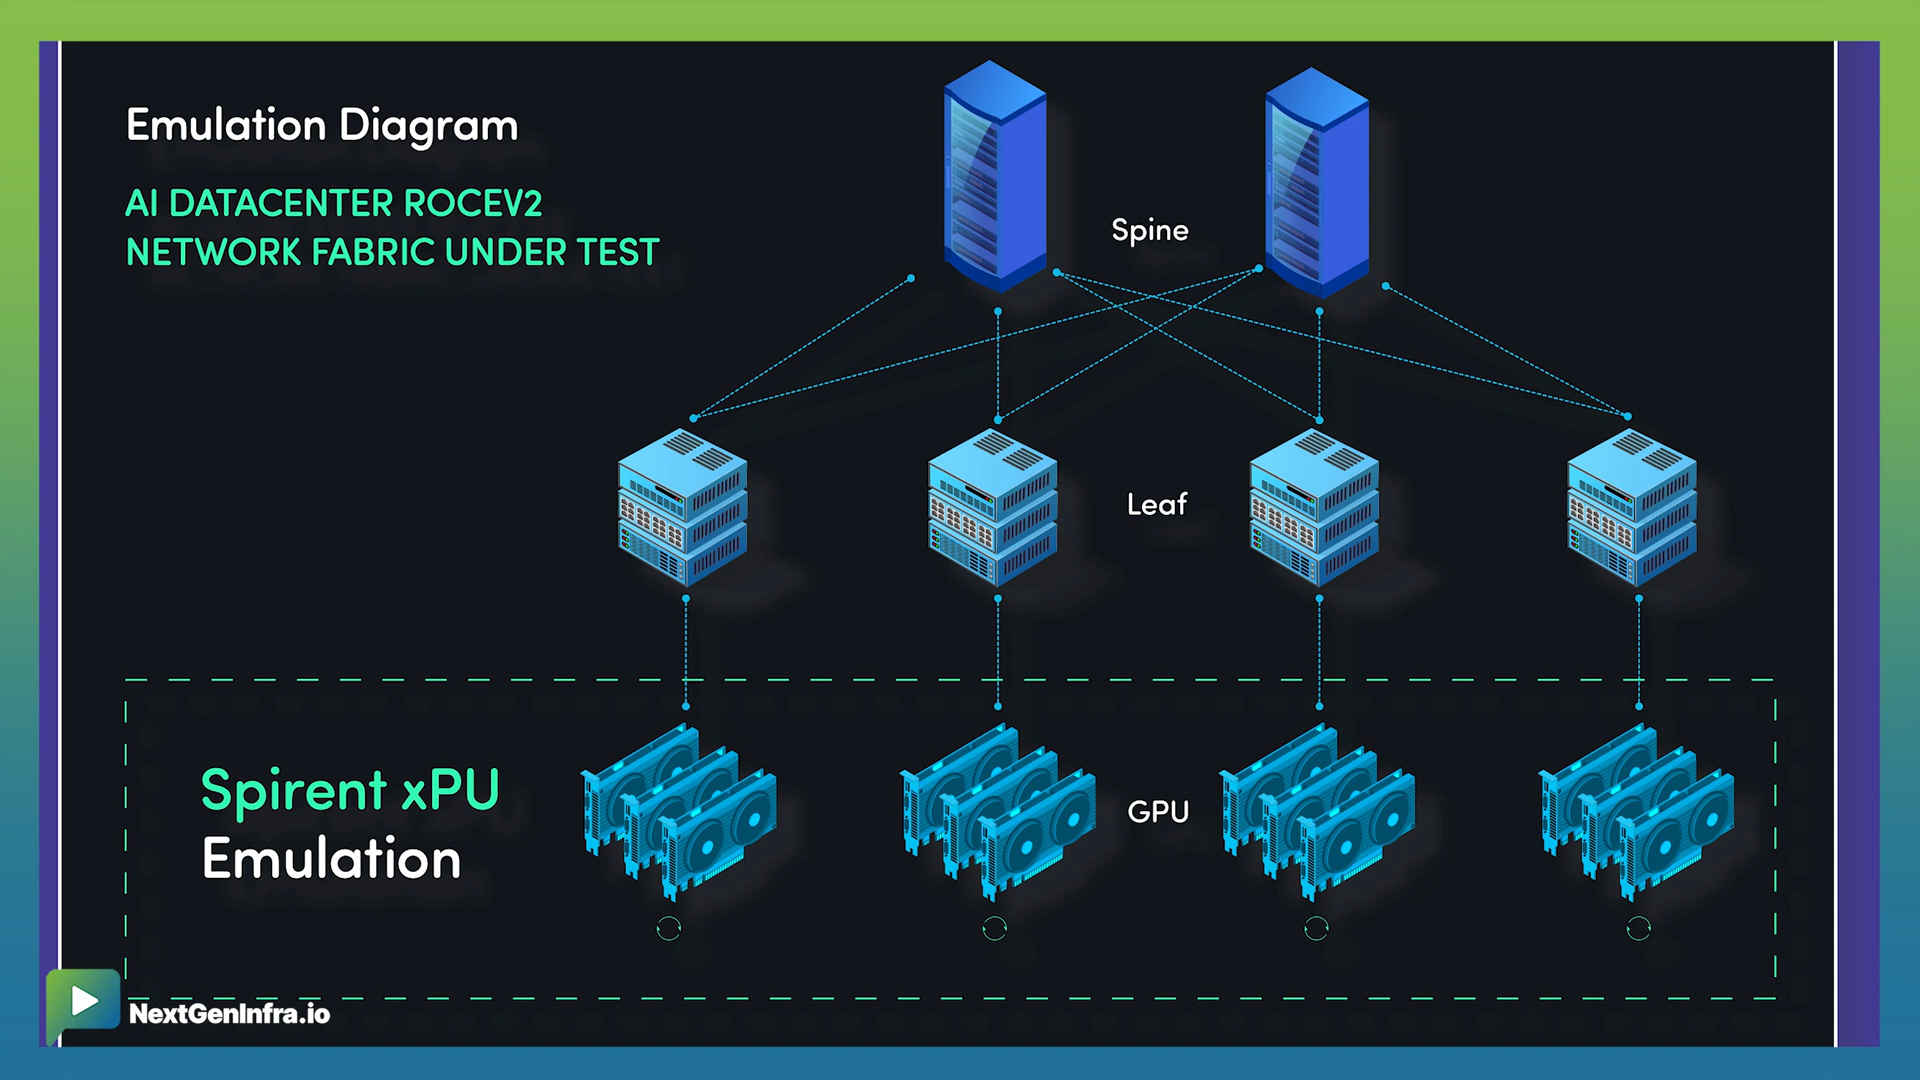 Emulation Diagram
AI DATACENTER ROCEV2
NETWORK FABRIC UNDER TEST
Spine
Leaf
GPU
Spirent xPU
Emulation
NextGenInfra.io